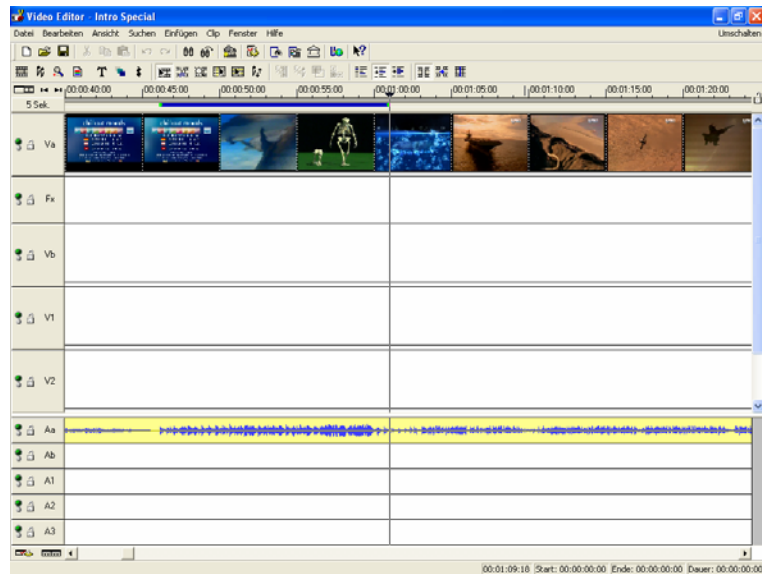 Video Editor - Intro Special
Datei Bearbeiten Ansicht Suchen Einfügen Clip Fenster Hilfe Umschalten
00:00:40:00 00:00:45:00 00:00:50:00 00:00:55:00 00:01:00:00 00:01:05:00 00:01:10:00 00:01:15:00 00:01:20:00
5 Sek.
Va
Fx
Vb
V1
V2
Aa
Ab
A1
A2
A3
00:01:09:18 Start: 00:00:00:00 Ende: 00:00:00:00 Dauer: 00:00:00:00